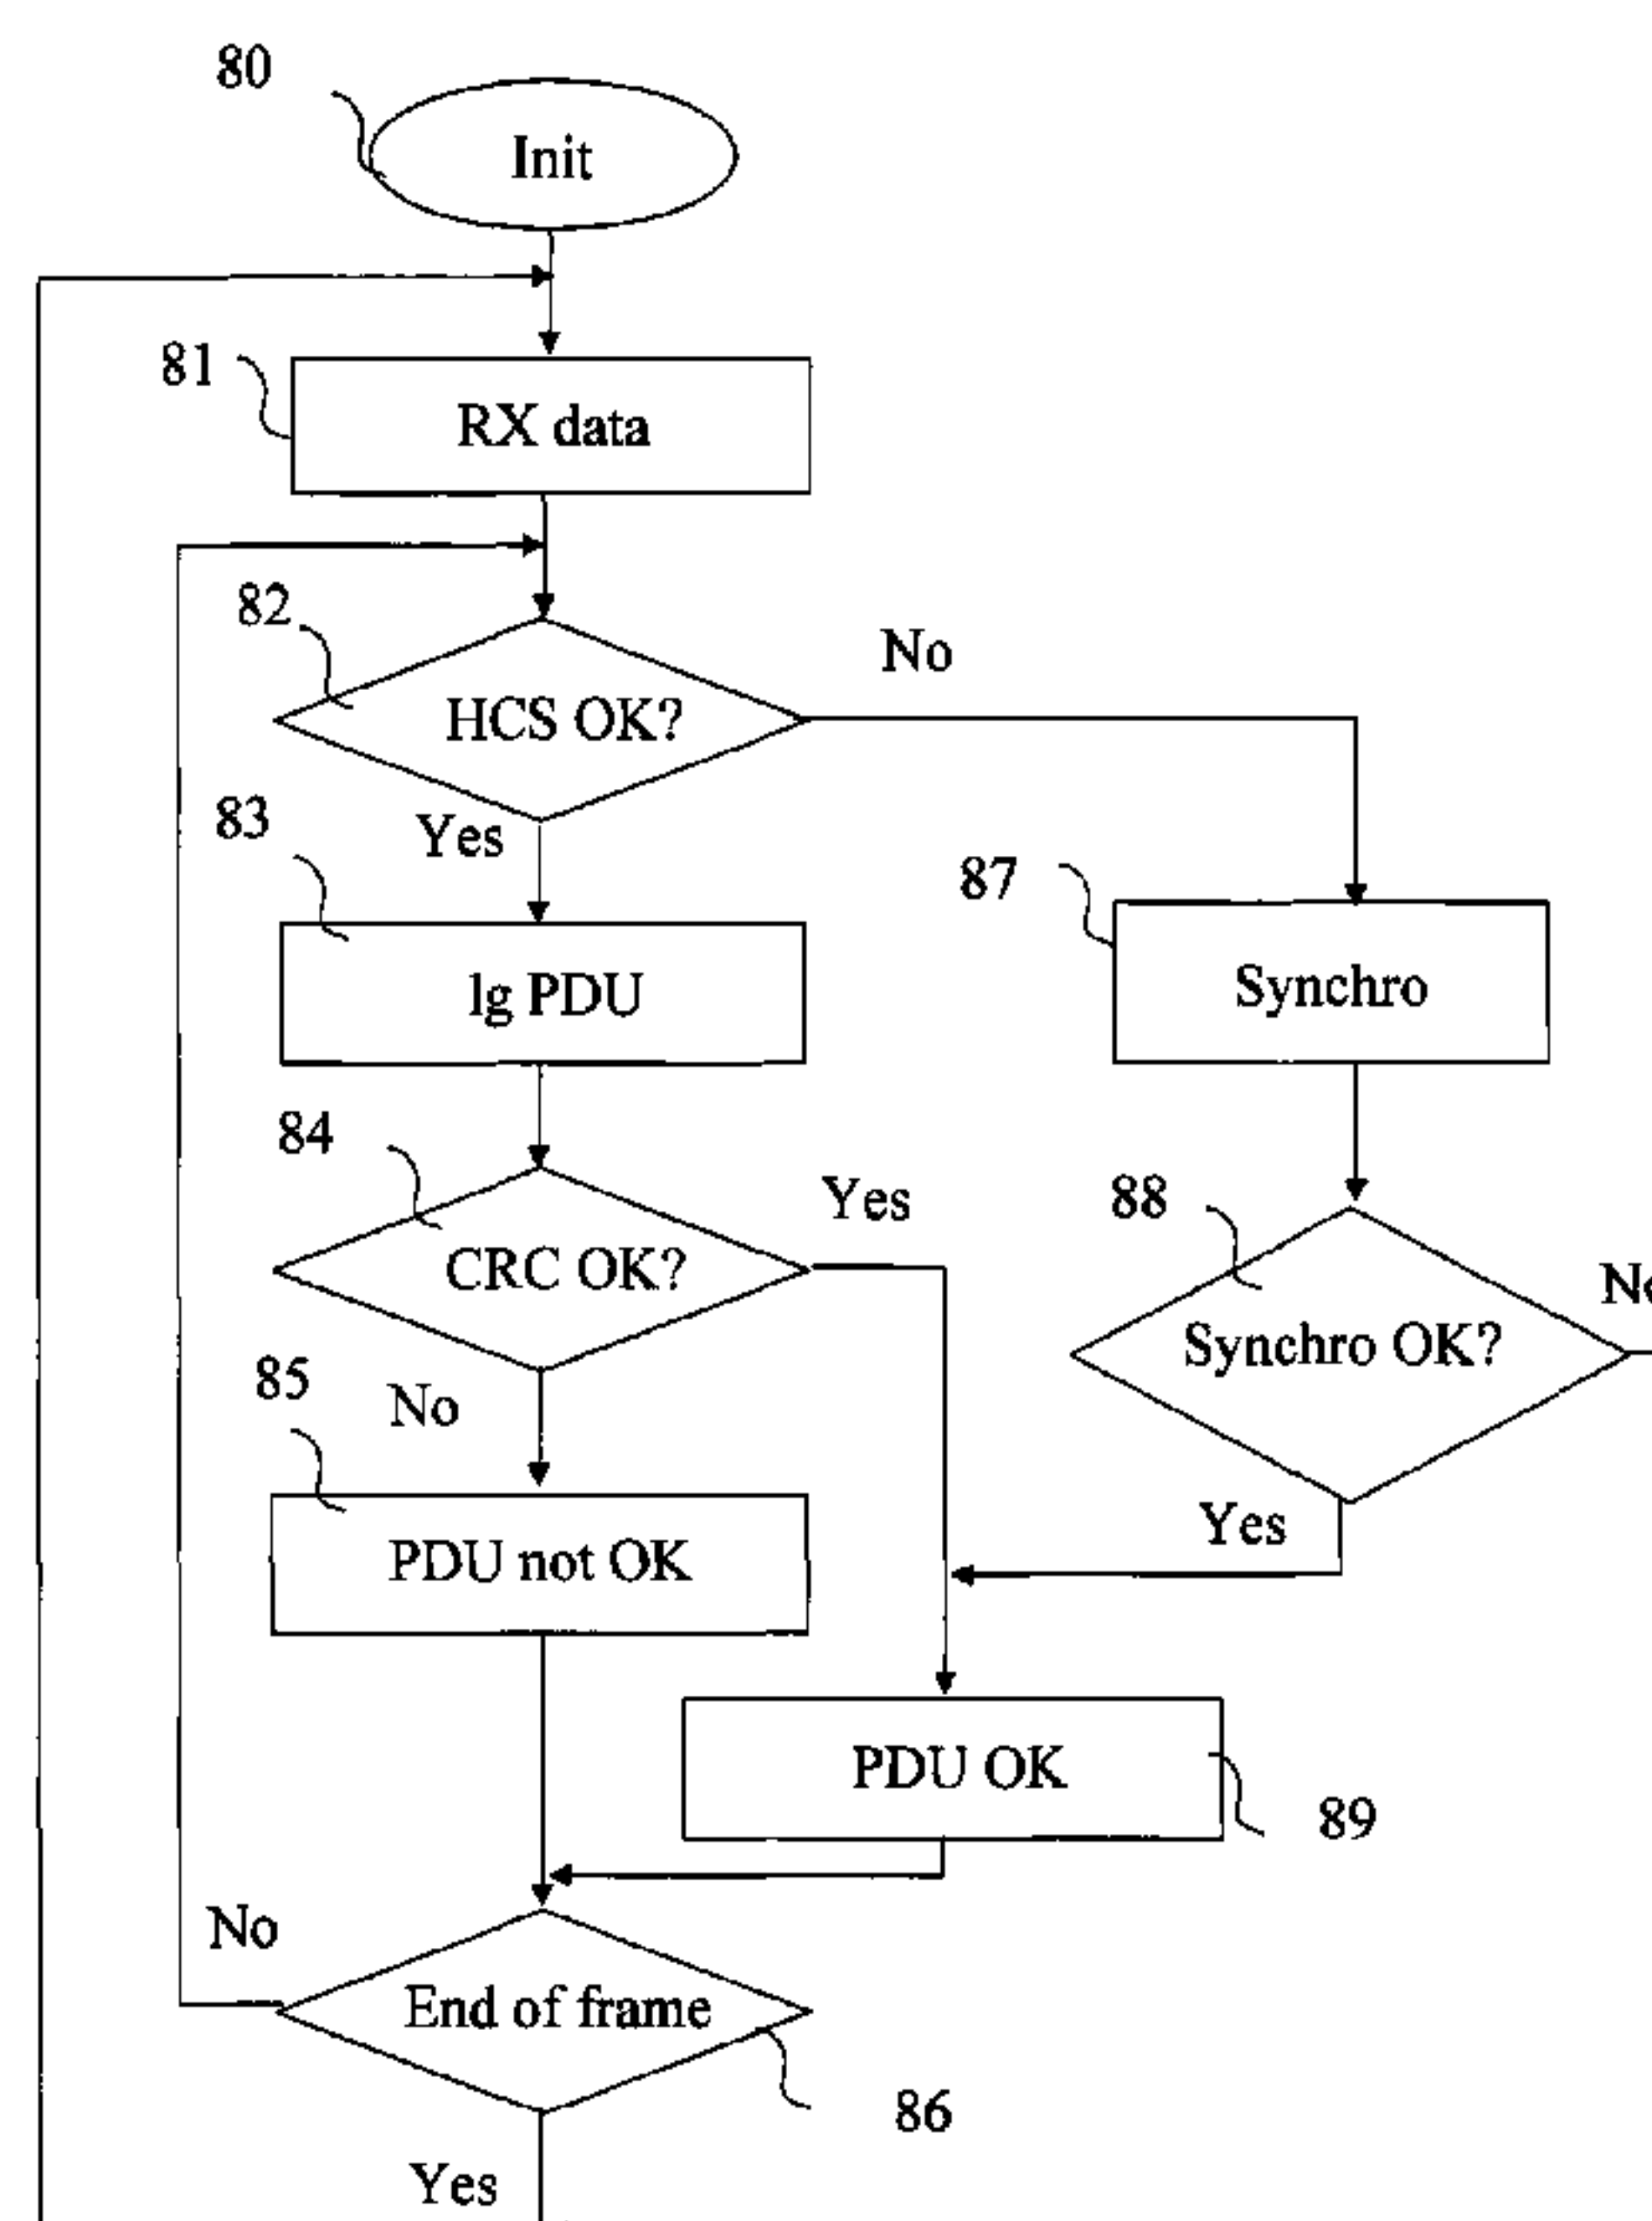 80
Init
81
RX data
82
No
HCS OK?
83
Yes
87
lg PDU
Synchro
84
Yes
88
CRC OK?
85
No
Synchro OK?
PDU not OK
Yes
PDU OK
89
No
End of frame
86
Yes